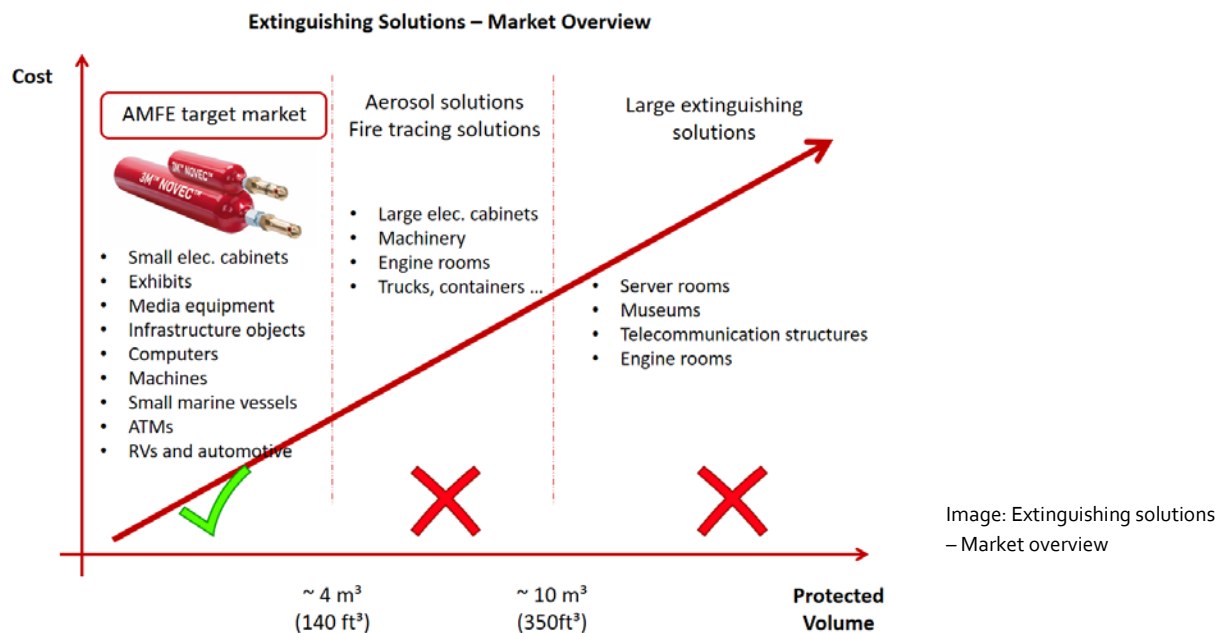 Extinguishing Solutions – Market Overview
Cost
AMFE target market
3M™ NOVEC™
3M™ NOVEC™
• Small elec. cabinets
• Exhibits
• Media equipment
• Infrastructure objects
• Computers
• Machines
• Small marine vessels
• ATMs
• RVs and automotive
Aerosol solutions
Fire tracing solutions
• Large elec. cabinets
• Machinery
• Engine rooms
• Trucks, containers ...
Large extinguishing
solutions
• Server rooms
• Museums
• Telecommunication structures
• Engine rooms
~ 4 m³
(140 ft³)
~ 10 m³
(350ft³)
Protected
Volume
Image: Extinguishing solutions
– Market overview